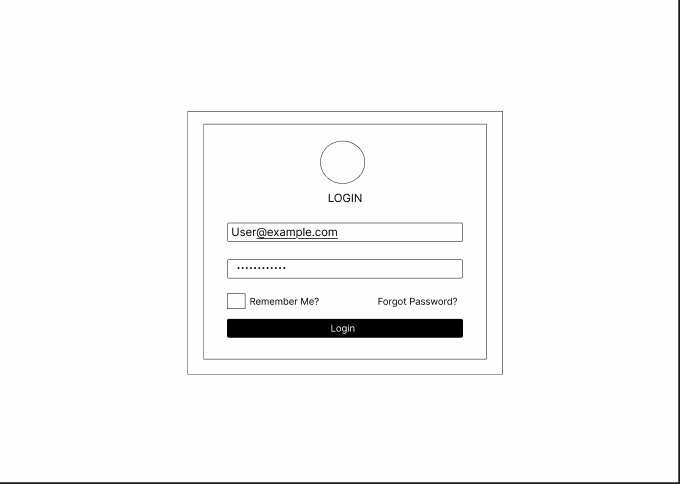 LOGIN
User@example.com
••••••••••••
Remember Me?
Forgot Password?
Login